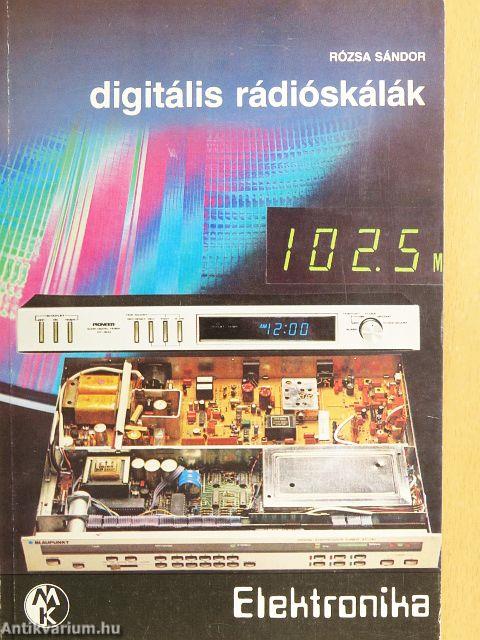 RÓZSA SÁNDOR
digitális rádióskálák
102.5 M
PIONEER
AM 12:00
BLAUPUNKT
MK
Elektronika
Antikvarium.hu